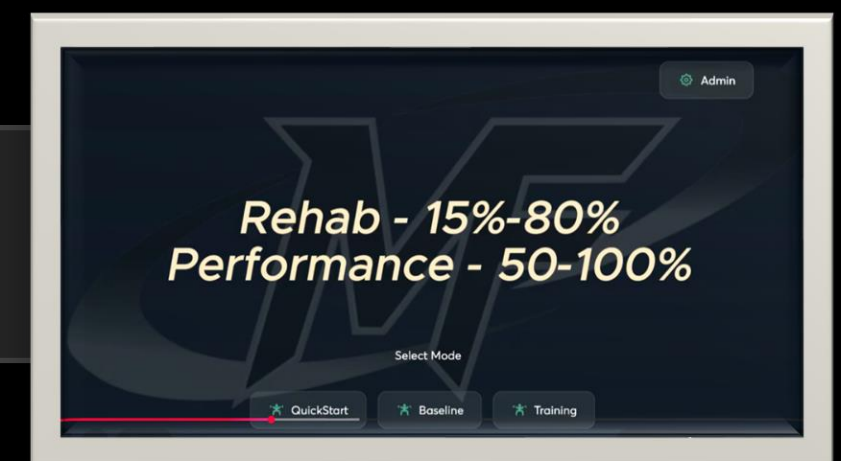 Admin
Rehab - 15%-80%
Performance - 50-100%
Select Mode
QuickStart
Baseline
Training